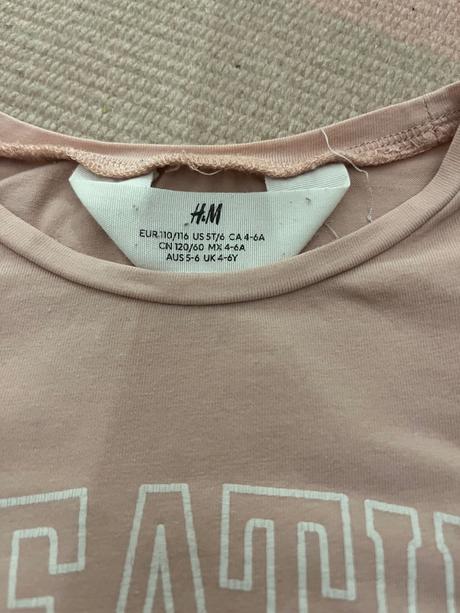 H&M
EUR.110/116 US 5T/6 CA 4-6A
CN 120/60 MX 4-6A
AUS 5-6 UK 4-6Y